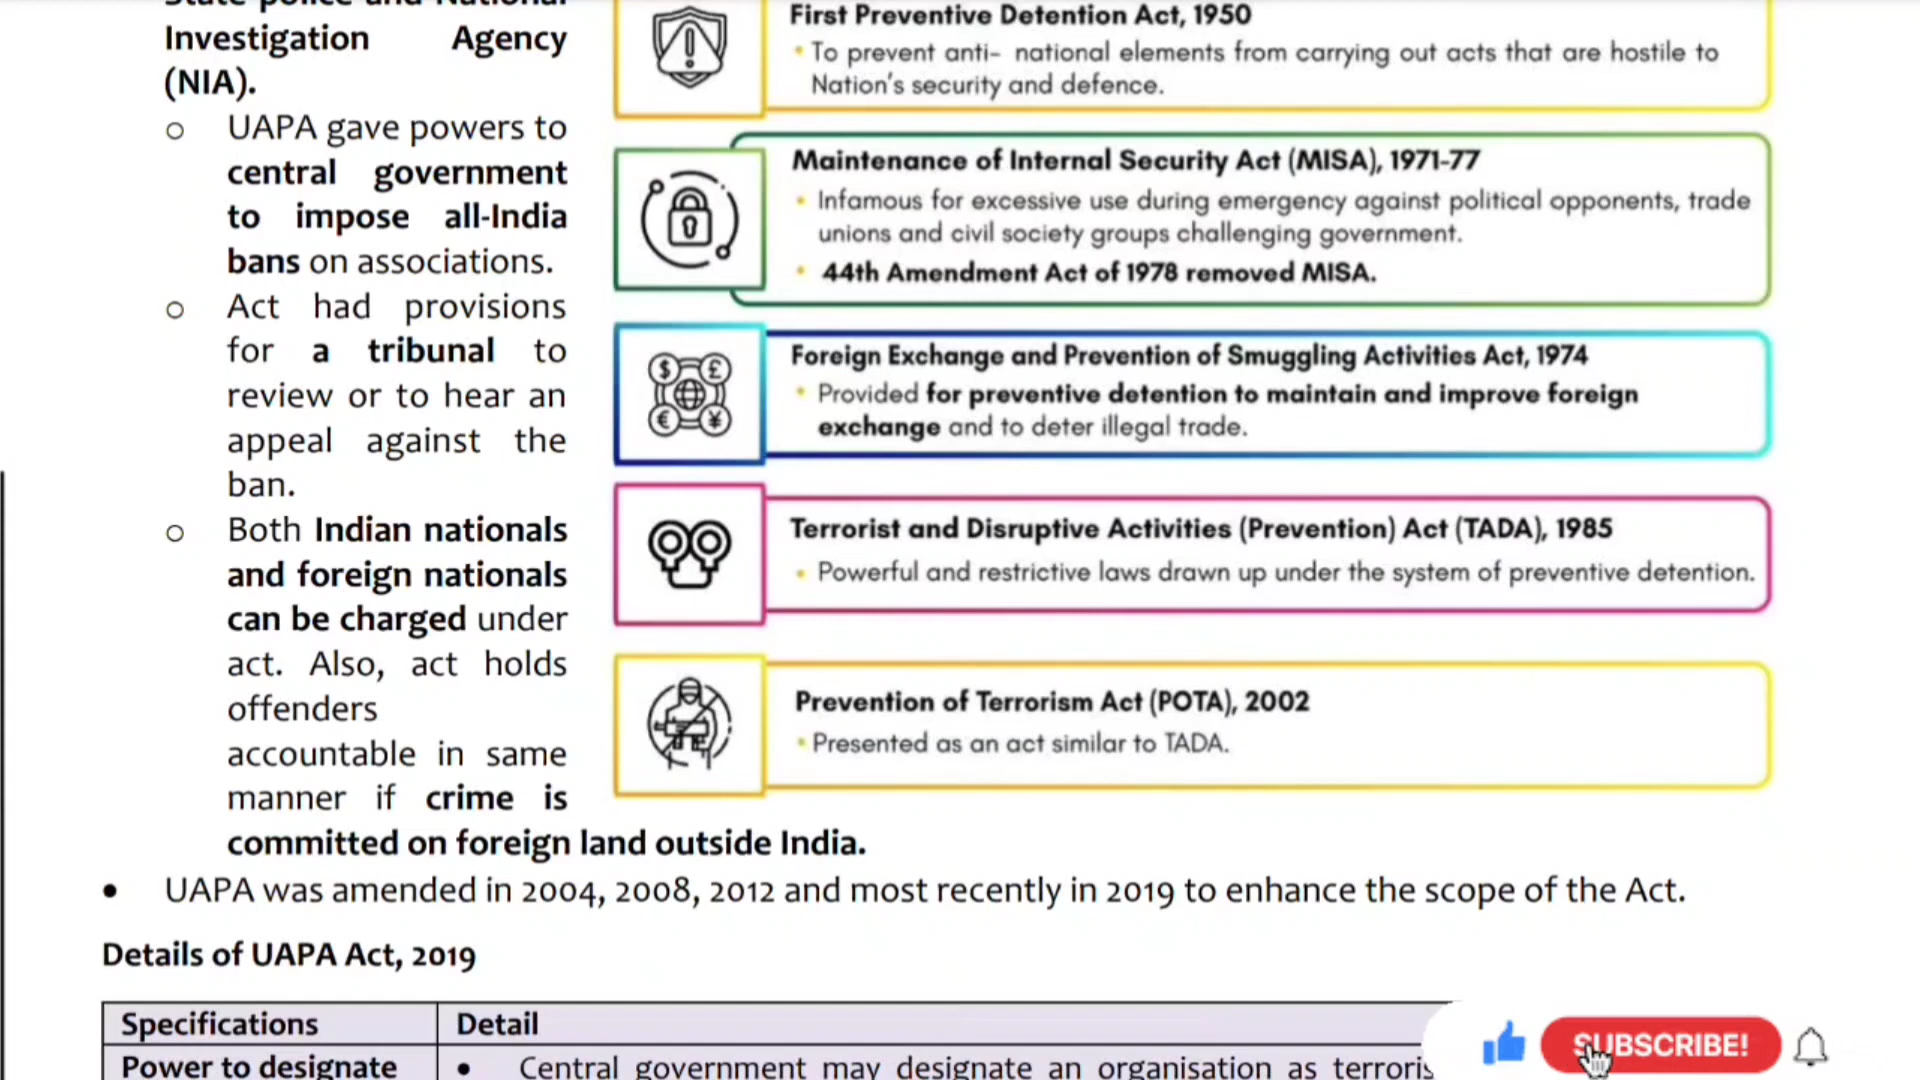 State police and National
Investigation Agency
(NIA).
o UAPA gave powers to
central government
to impose all-India
bans on associations.
o Act had provisions
for a tribunal to
review or to hear an
appeal against the
ban.
o Both Indian nationals
and foreign nationals
can be charged under
act. Also, act holds
offenders
accountable in same
manner if crime is
committed on foreign land outside India.
First Preventive Detention Act, 1950
• To prevent anti- national elements from carrying out acts that are hostile to
Nation's security and defence.
Maintenance of Internal Security Act (MISA), 1971-77
• Infamous for excessive use during emergency against political opponents, trade
unions and civil society groups challenging government.
• 44th Amendment Act of 1978 removed MISA.
Foreign Exchange and Prevention of Smuggling Activities Act, 1974
• Provided for preventive detention to maintain and improve foreign
exchange and to deter illegal trade.
Terrorist and Disruptive Activities (Prevention) Act (TADA), 1985
• Powerful and restrictive laws drawn up under the system of preventive detention.
Prevention of Terrorism Act (POTA), 2002
• Presented as an act similar to TADA.
• UAPA was amended in 2004, 2008, 2012 and most recently in 2019 to enhance the scope of the Act.
Details of UAPA Act, 2019
Specifications Detail
Power to designate • Central government may designate an organisation as
SUBSCRIBE!